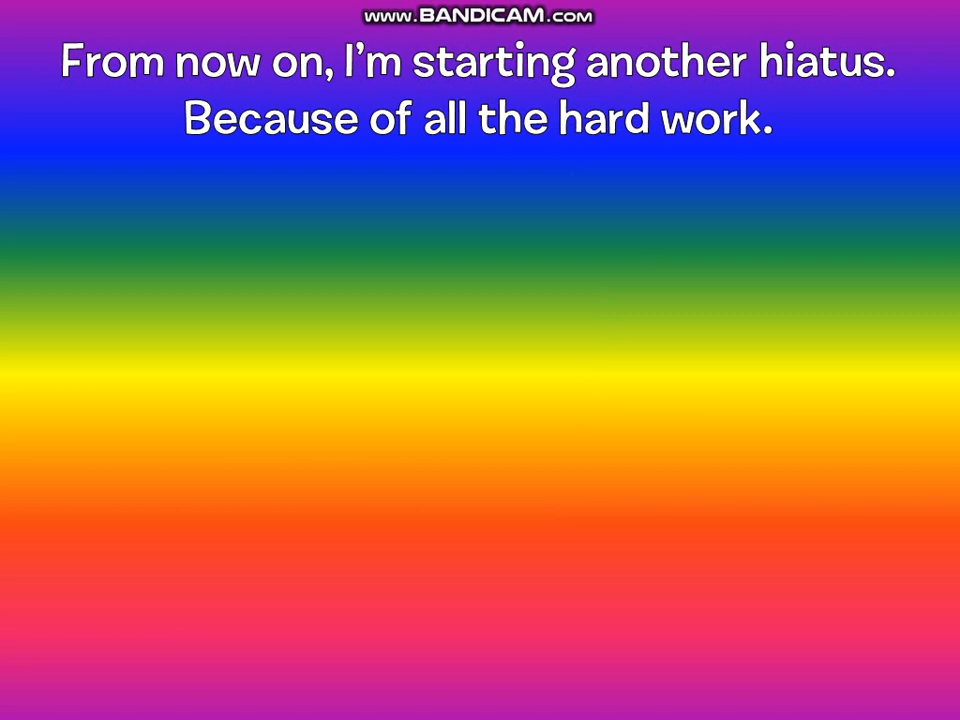 www.BANDICAM.com
From now on, I'm starting another hiatus.
Because of all the hard work.